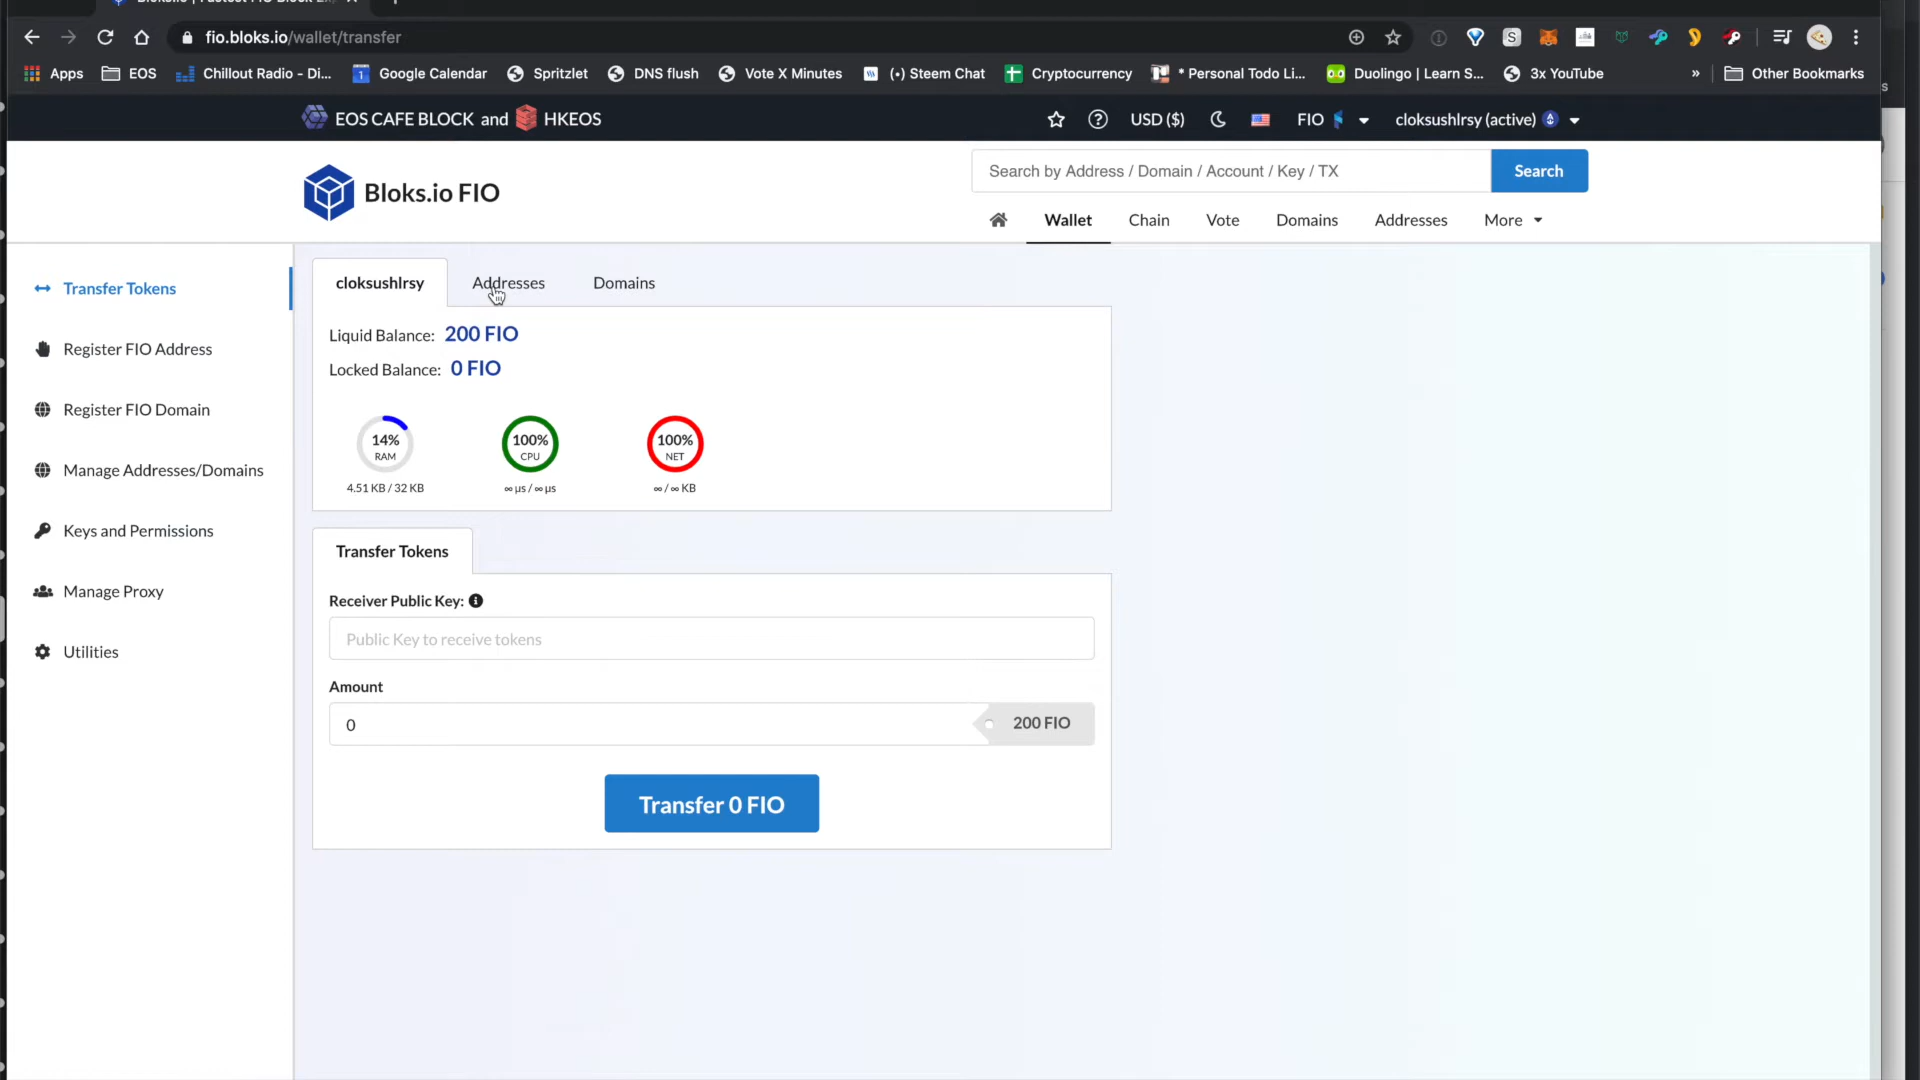 fio.bloks.io/wallet/transfer
Apps
EOS
Chillout Radio - Di...
Google Calendar
Spritzlet
DNS flush
Vote X Minutes
(·) Steem Chat
Cryptocurrency
* Personal Todo Li...
Duolingo | Learn S...
3x YouTube
»
Other Bookmarks
EOS CAFE BLOCK and HKEOS
USD ($)
FIO
cloksushlrsy (active)
Bloks.io FIO
Search by Address / Domain / Account / Key / TX
Search
Wallet
Chain
Vote
Domains
Addresses
More
Transfer Tokens
Register FIO Address
Register FIO Domain
Manage Addresses/Domains
Keys and Permissions
Manage Proxy
Utilities
cloksushlrsy
Addresses
Domains
Liquid Balance: 200 FIO
Locked Balance: 0 FIO
14%
RAM
4.51 KB / 32 KB
100%
CPU
∞ µs / ∞ µs
100%
NET
∞ / ∞ KB
Transfer Tokens
Receiver Public Key:
Public Key to receive tokens
Amount
0
200 FIO
Transfer 0 FIO